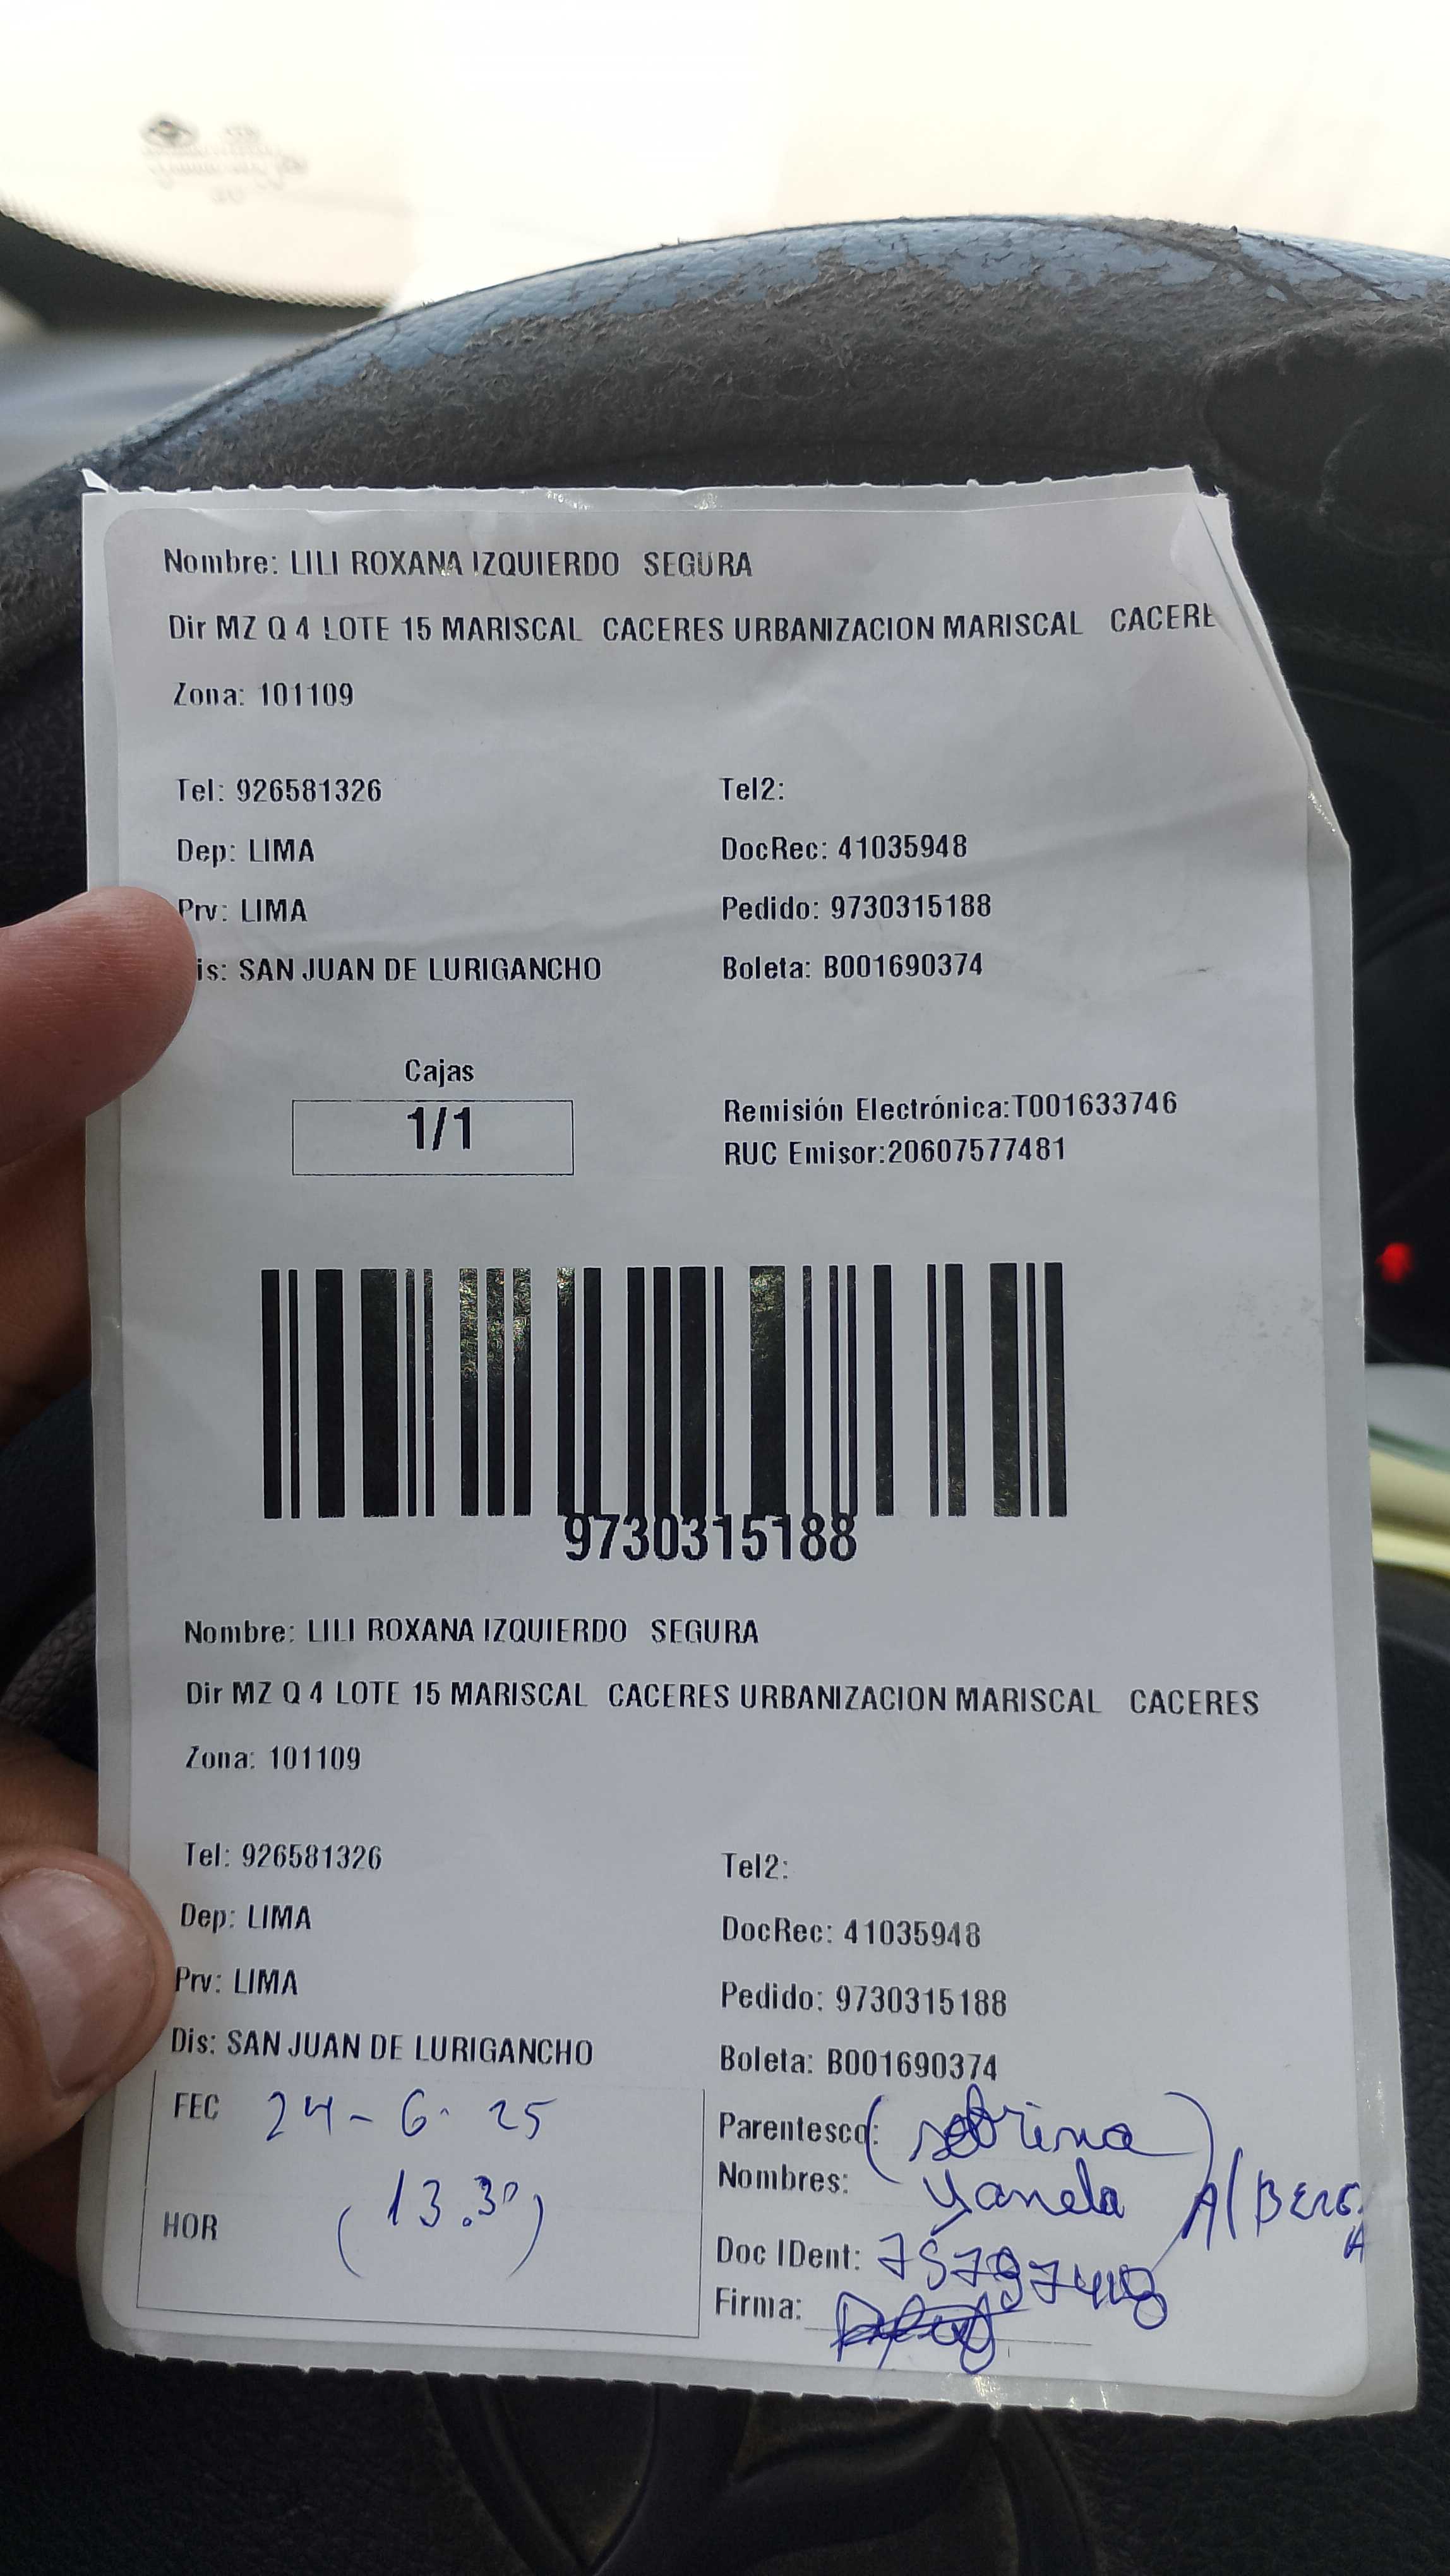 Nombre: LILI ROXANA IZQUIERDO SEGURA
Dir MZ Q 4 LOTE 15 MARISCAL CACERES URBANIZACION MARISCAL CACERE
Zona: 101109
Tel: 926581326 Tel2:
Dep: LIMA DocRec: 41035948
Prv: LIMA Pedido: 9730315188
is: SAN JUAN DE LURIGANCHO Boleta: B001690374
Cajas
1/1
Remisión Electrónica:T001633746
RUC Emisor:20607577481
9730315188
Nombre: LILI ROXANA IZQUIERDO SEGURA
Dir MZ Q 4 LOTE 15 MARISCAL CACERES URBANIZACION MARISCAL CACERES
Zona: 101109
Tel: 926581326 Tel2:
Dep: LIMA DocRec: 41035948
Prv: LIMA Pedido: 9730315188
Dis: SAN JUAN DE LURIGANCHO Boleta: B001690374
FEC 24-6-25
HOR (13.30)
Parentesco: (sobrina)
Nombres: Yanela
Doc IDent:
Firma: